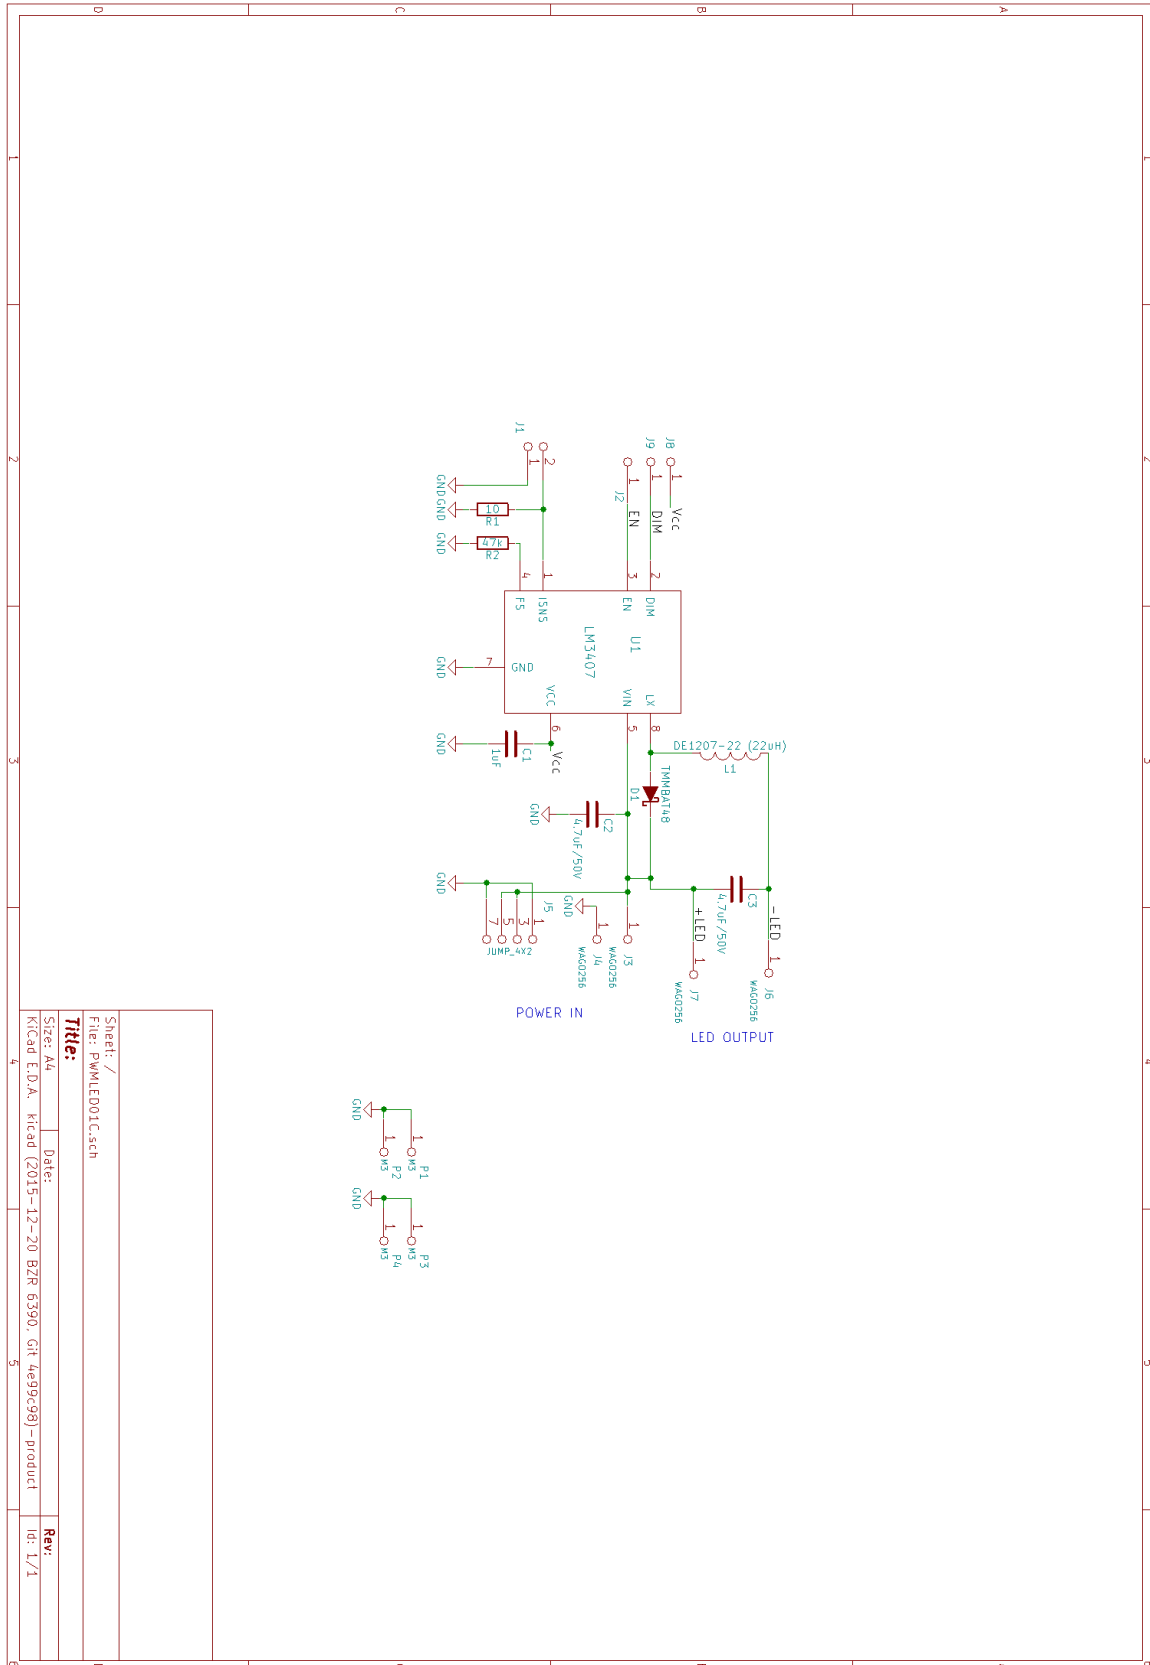 J8
1
Vcc
J9
1
DIM
J2
1
EN
J1
2
1
GND
GND
10
R1
GND
47k
R2
1
ISNS
4
FS
2
DIM
3
EN
U1
LM3407
7
GND
GND
VCC
6
VIN
5
LX
8
Vcc
C1
1uF
GND
DE1207-22 (22uH)
L1
TMMBAT48
D1
C2
4.7uF/50V
GND
C3
4.7uF/50V
-LED
+LED
1
J6
WAGO256
1
J7
WAGO256
LED OUTPUT
1
J3
WAGO256
1
J4
WAGO256
GND
J5
1
3
5
7
JUMP_4X2
GND
POWER IN
GND
1
P1
M3
1
P2
M3
GND
1
P3
M3
1
P4
M3
Sheet: /
File: PWMLED01C.sch
Title:
Size: A4
Date:
Rev:
KiCad E.D.A. kicad (2015-12-20 BZR 6390, Git 4e99c98)-product
Id: 1/1
1
2
3
4
5
A
B
C
D